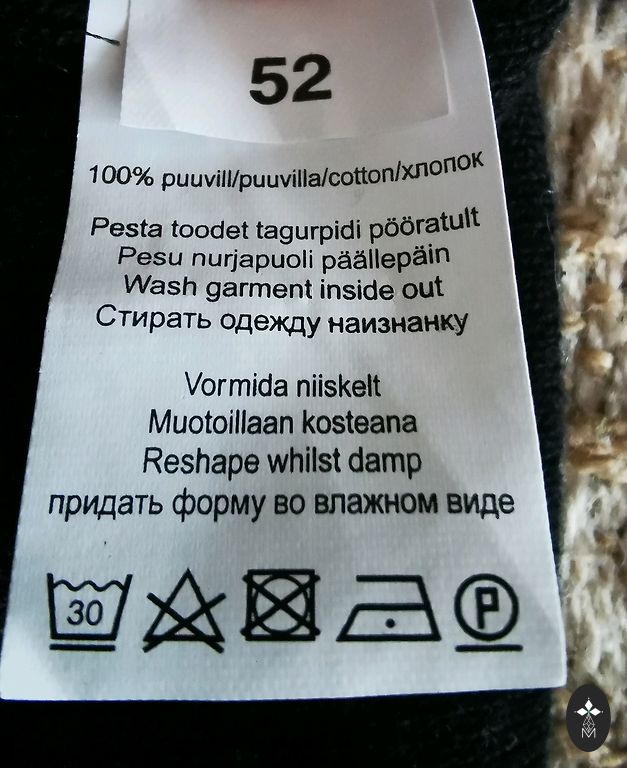 52
100% puuvill/puuvilla/cotton/хлопок
Pesta toodet tagurpidi pööratult
Pesu nurjapuoli päällepäin
Wash garment inside out
Стирать одежду наизнанку
Vormida niiskelt
Muotoillaan kosteana
Reshape whilst damp
придать форму во влажном виде
30 P
M